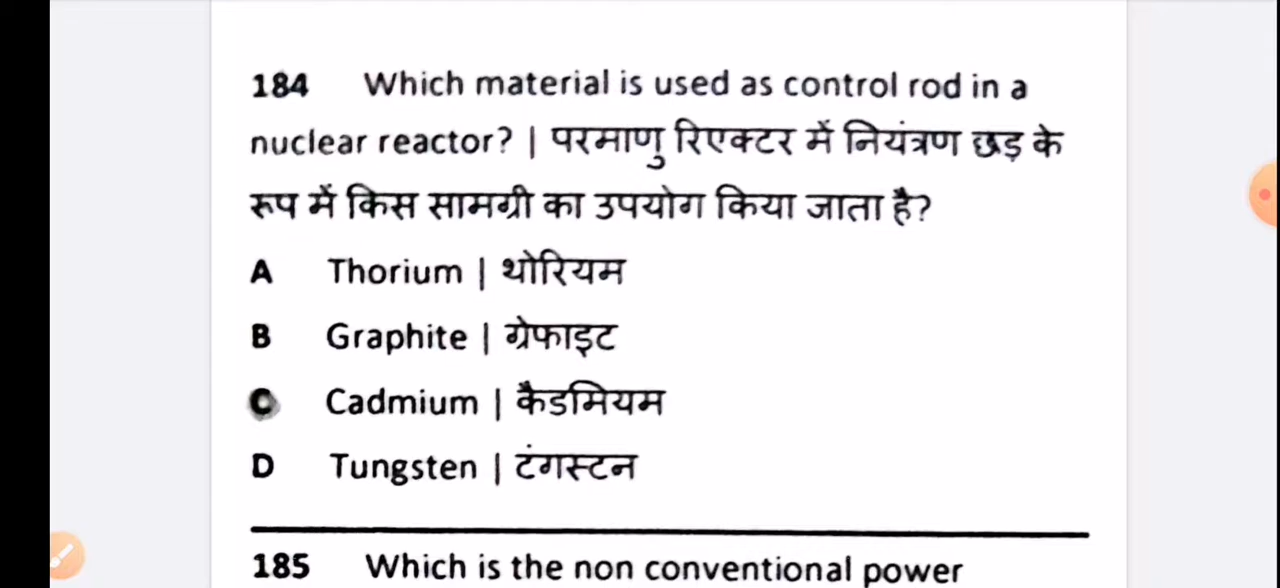 184 Which material is used as control rod in a
nuclear reactor? | परमाणु रिएक्टर में नियंत्रण छड़ के
रूप में किस सामग्री का उपयोग किया जाता है?
A Thorium | थोरियम
B Graphite | ग्रेफाइट
C Cadmium | कैडमियम
D Tungsten | टंगस्टन
185 Which is the non conventional power